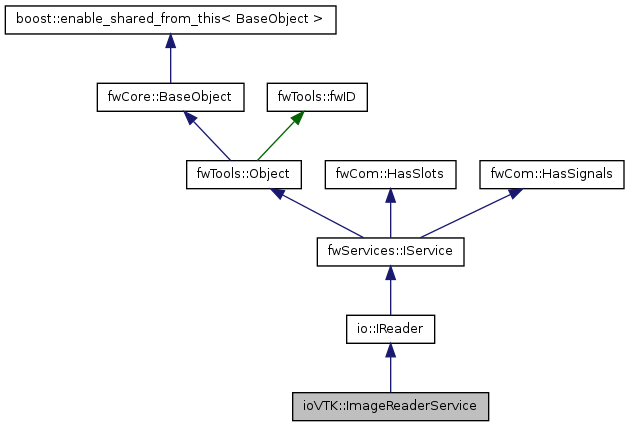 boost::enable_shared_from_this< BaseObject >
fwCore::BaseObject
fwTools::fwID
fwTools::Object
fwCom::HasSlots
fwCom::HasSignals
fwServices::IService
io::IReader
ioVTK::ImageReaderService